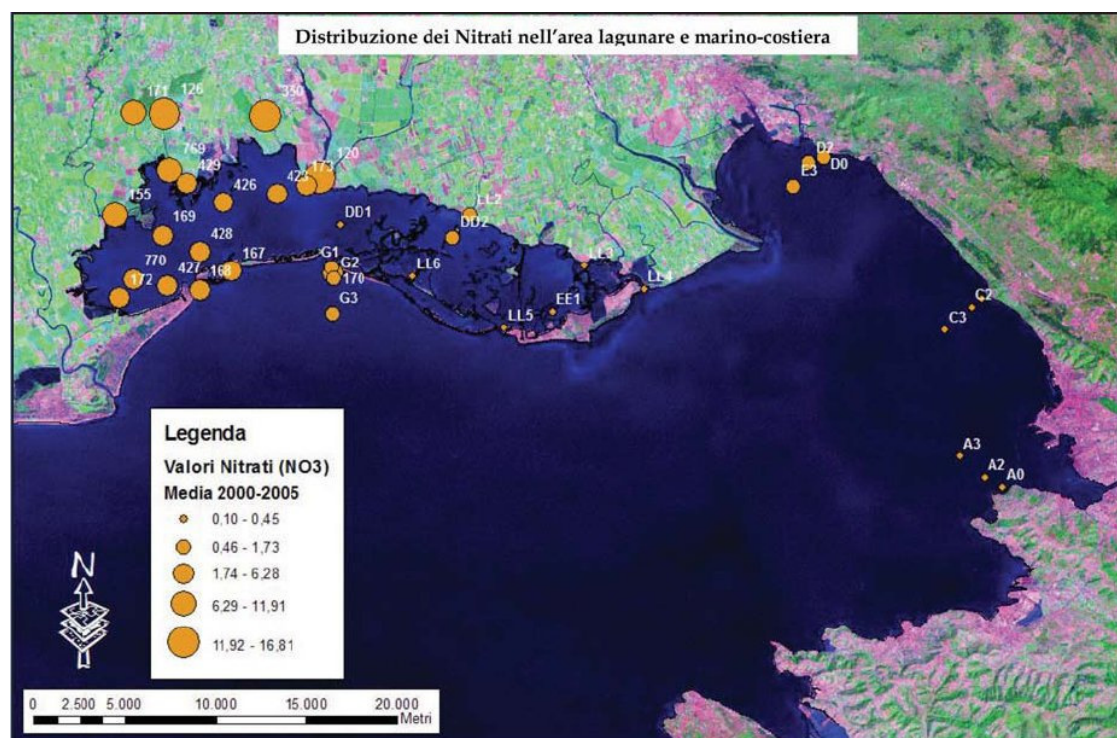 Distribuzione dei Nitrati nell'area lagunare e marino-costiera
171
126
330
769
429
426
423
173
120
155
169
428
427
770
172
168
167
DD1
G1
G2
170
G3
LL2
DD2
LL6
LL3
LL4
EE1
LL5
D2
D0
E3
C2
C3
A3
A2
A0
Legenda
Valori Nitrati (NO3)
Media 2000-2005
0,10 - 0,45
0,46 - 1,73
1,74 - 6,28
6,29 - 11,91
11,92 - 16,81
N
0 2.500 5.000 10.000 15.000 20.000
Metri